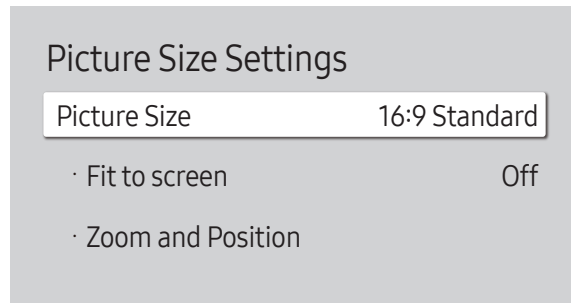 Picture Size Settings
Picture Size 16:9 Standard
· Fit to screen Off
· Zoom and Position